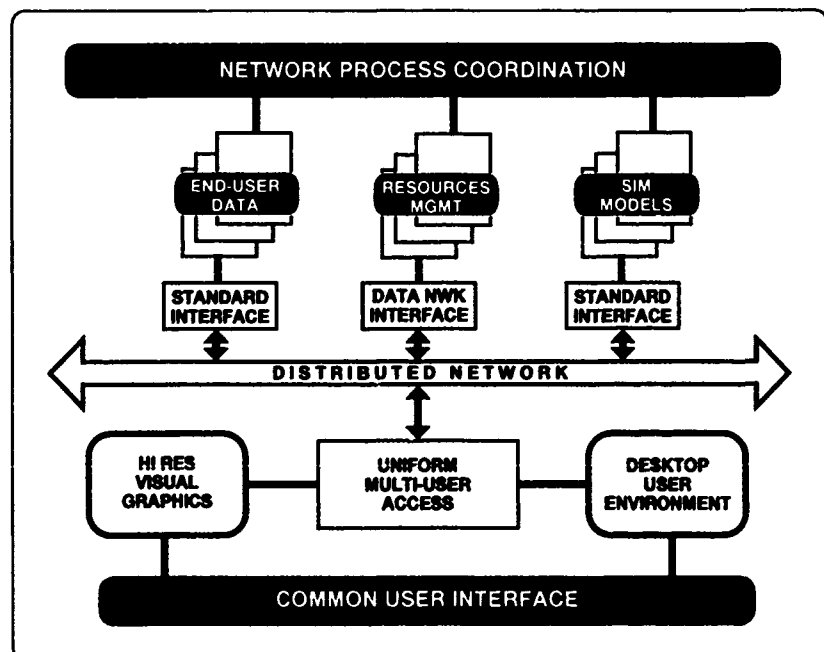 NETWORK PROCESS COORDINATION
END-USER
DATA
RESOURCES
MGMT
SIM
MODELS
STANDARD
INTERFACE
DATA NWK
INTERFACE
STANDARD
INTERFACE
DISTRIBUTED NETWORK
HI RES
VISUAL
GRAPHICS
UNIFORM
MULTI-USER
ACCESS
DESKTOP
USER
ENVIRONMENT
COMMON USER INTERFACE